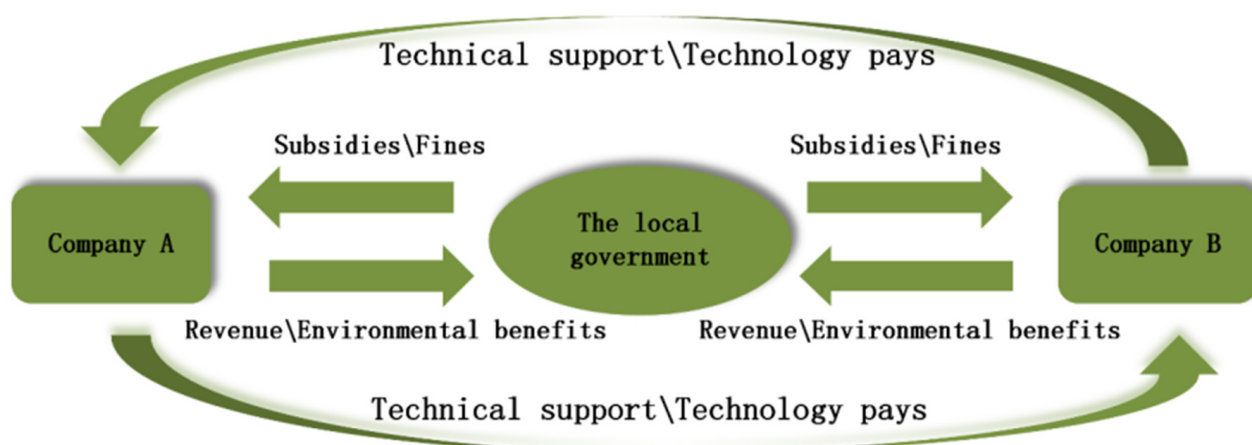 Technical support\Technology pays
Subsidies\Fines
Subsidies\Fines
Company A
The local
government
Company B
Revenue\Environmental benefits
Revenue\Environmental benefits
Technical support\Technology pays